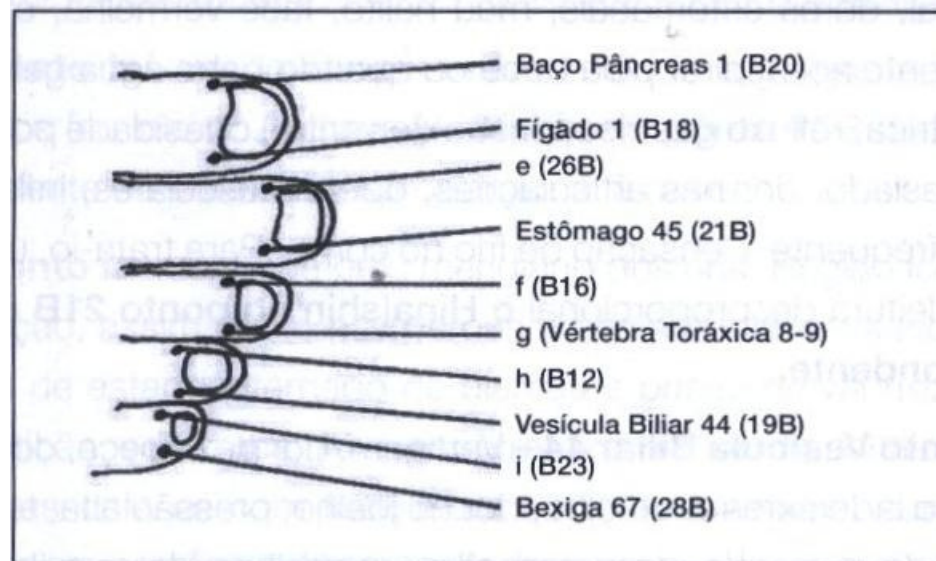 Baço Pâncreas 1 (B20)
Fígado 1 (B18)
e (26B)
Estômago 45 (21B)
f (B16)
g (Vértebra Toráxica 8-9)
h (B12)
Vesícula Biliar 44 (19B)
i (B23)
Bexiga 67 (28B)